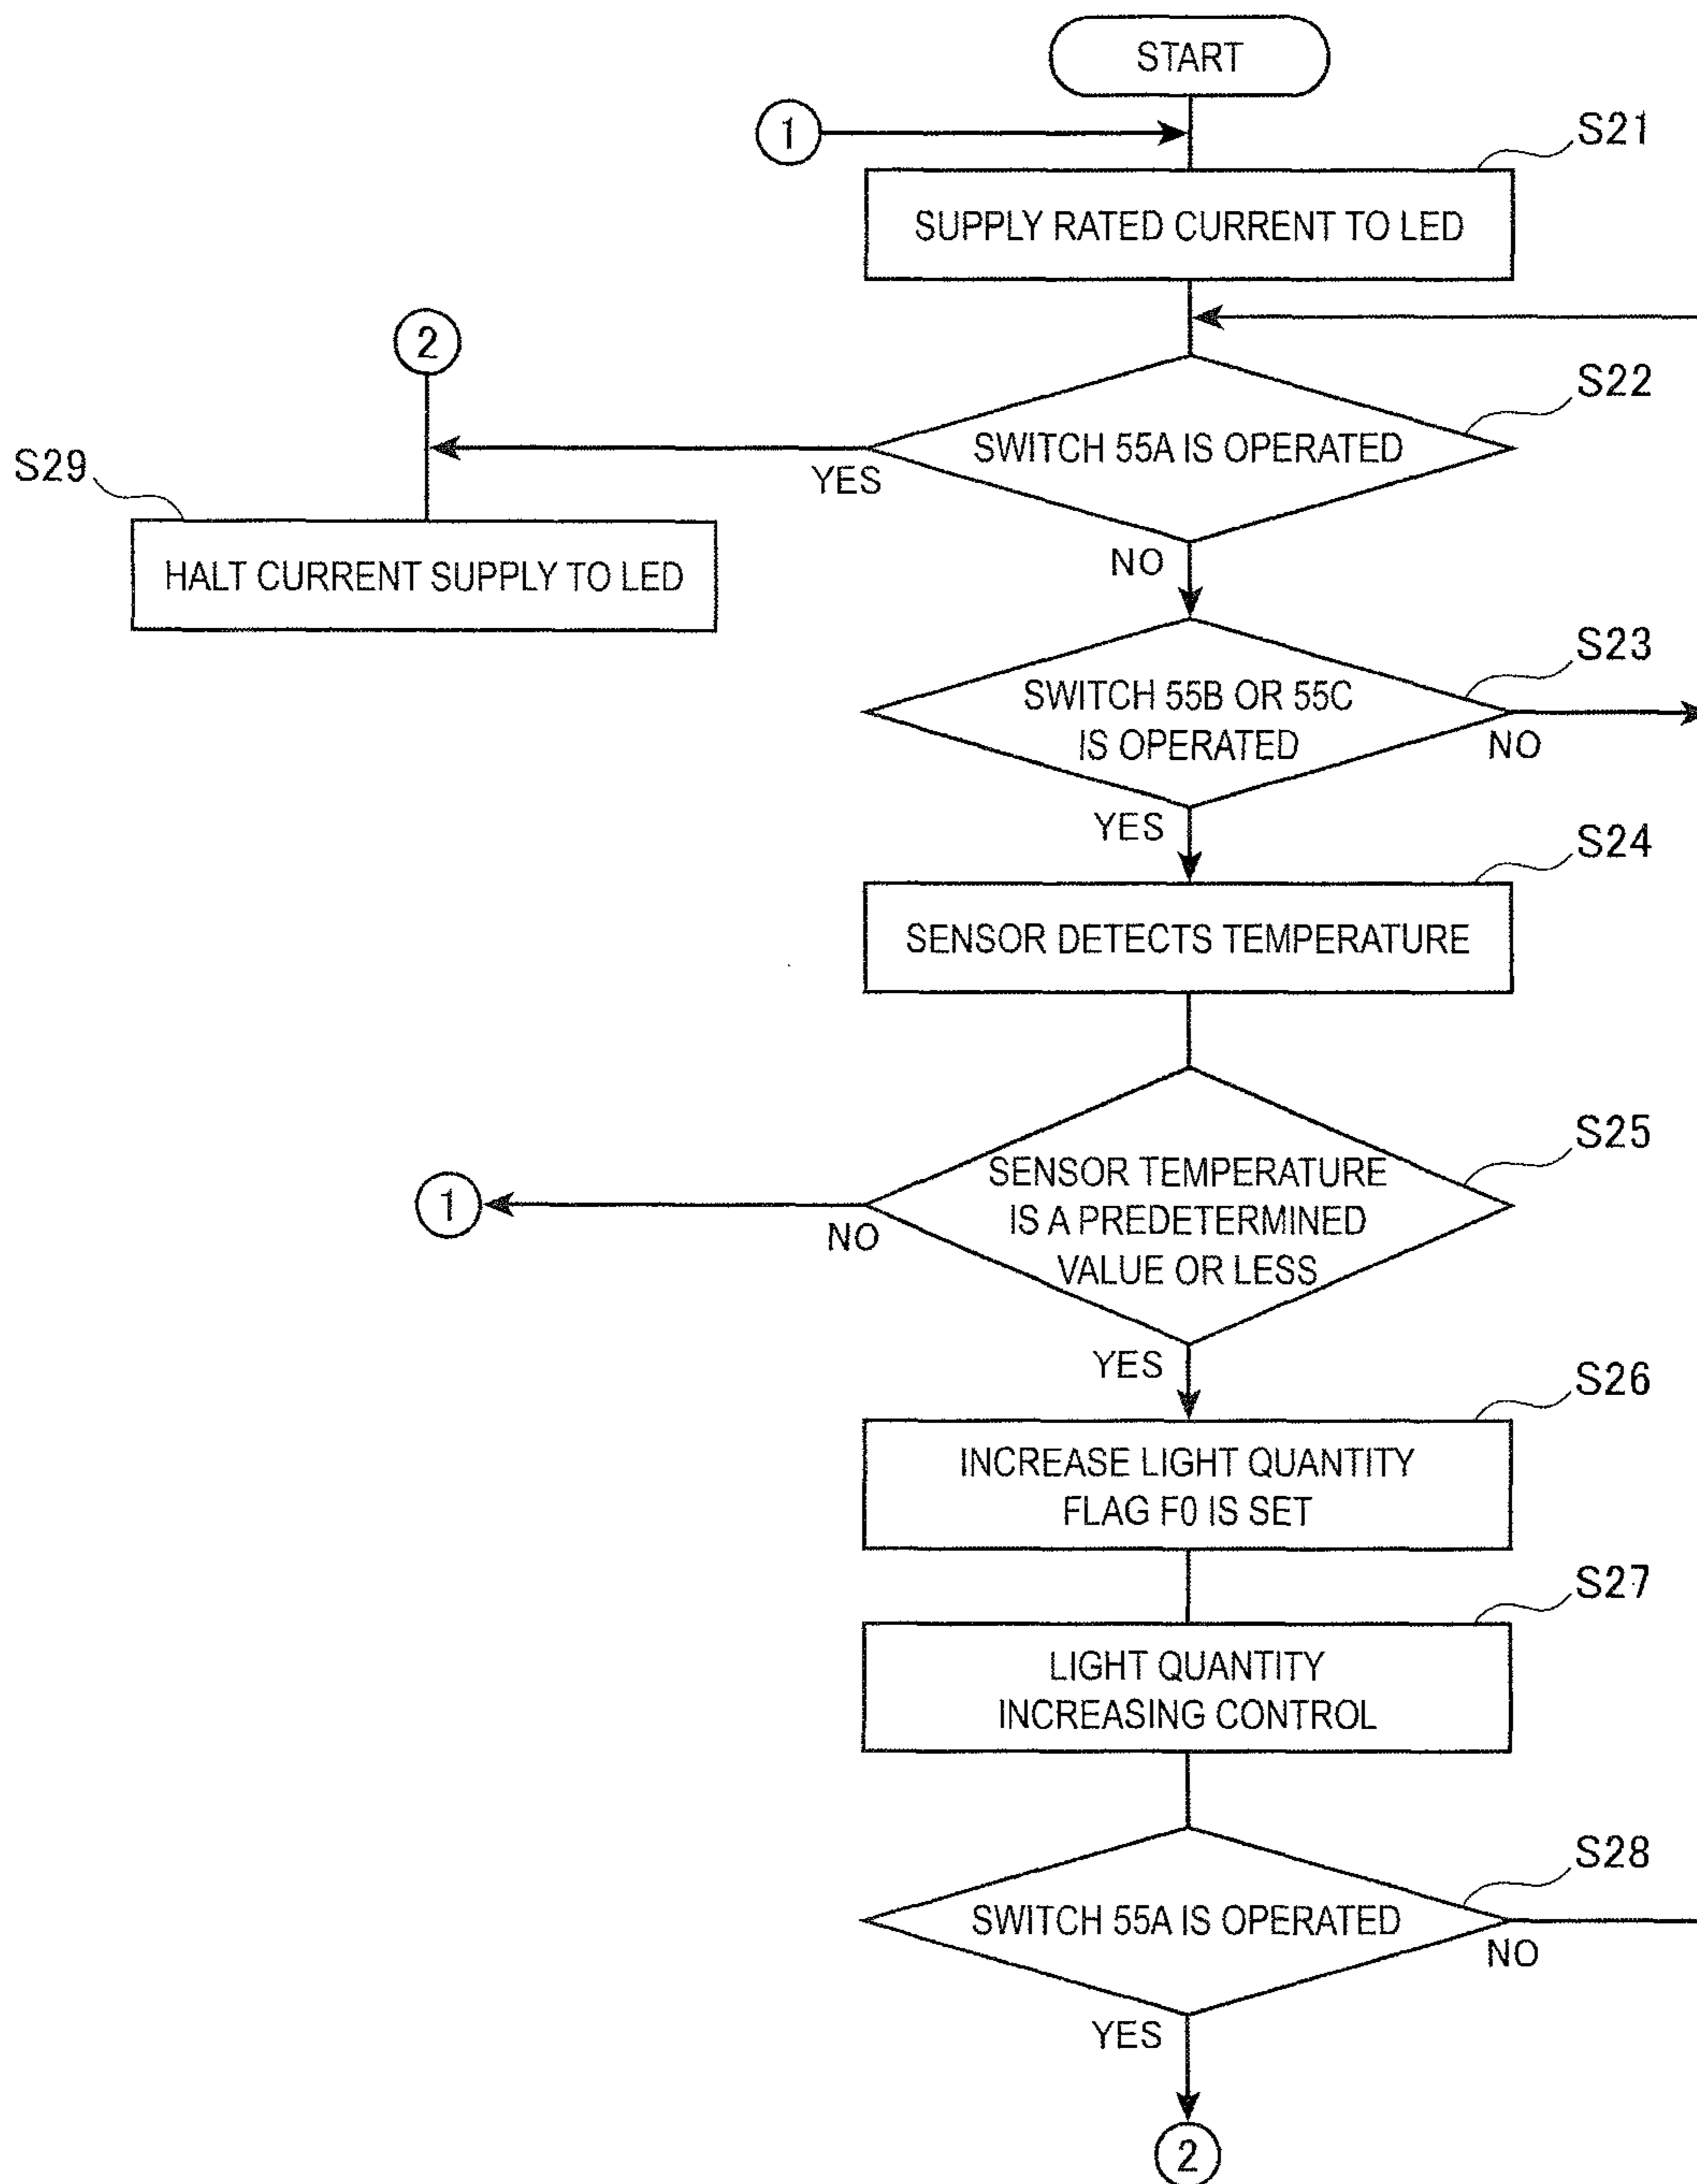 START
1
S21
SUPPLY RATED CURRENT TO LED
2
S22
SWITCH 55A IS OPERATED
YES
S29
NO
HALT CURRENT SUPPLY TO LED
S23
SWITCH 55B OR 55C
IS OPERATED
NO
YES
S24
SENSOR DETECTS TEMPERATURE
S25
SENSOR TEMPERATURE
IS A PREDETERMINED
VALUE OR LESS
1
NO
YES
S26
INCREASE LIGHT QUANTITY
FLAG F0 IS SET
S27
LIGHT QUANTITY
INCREASING CONTROL
S28
SWITCH 55A IS OPERATED
NO
YES
2